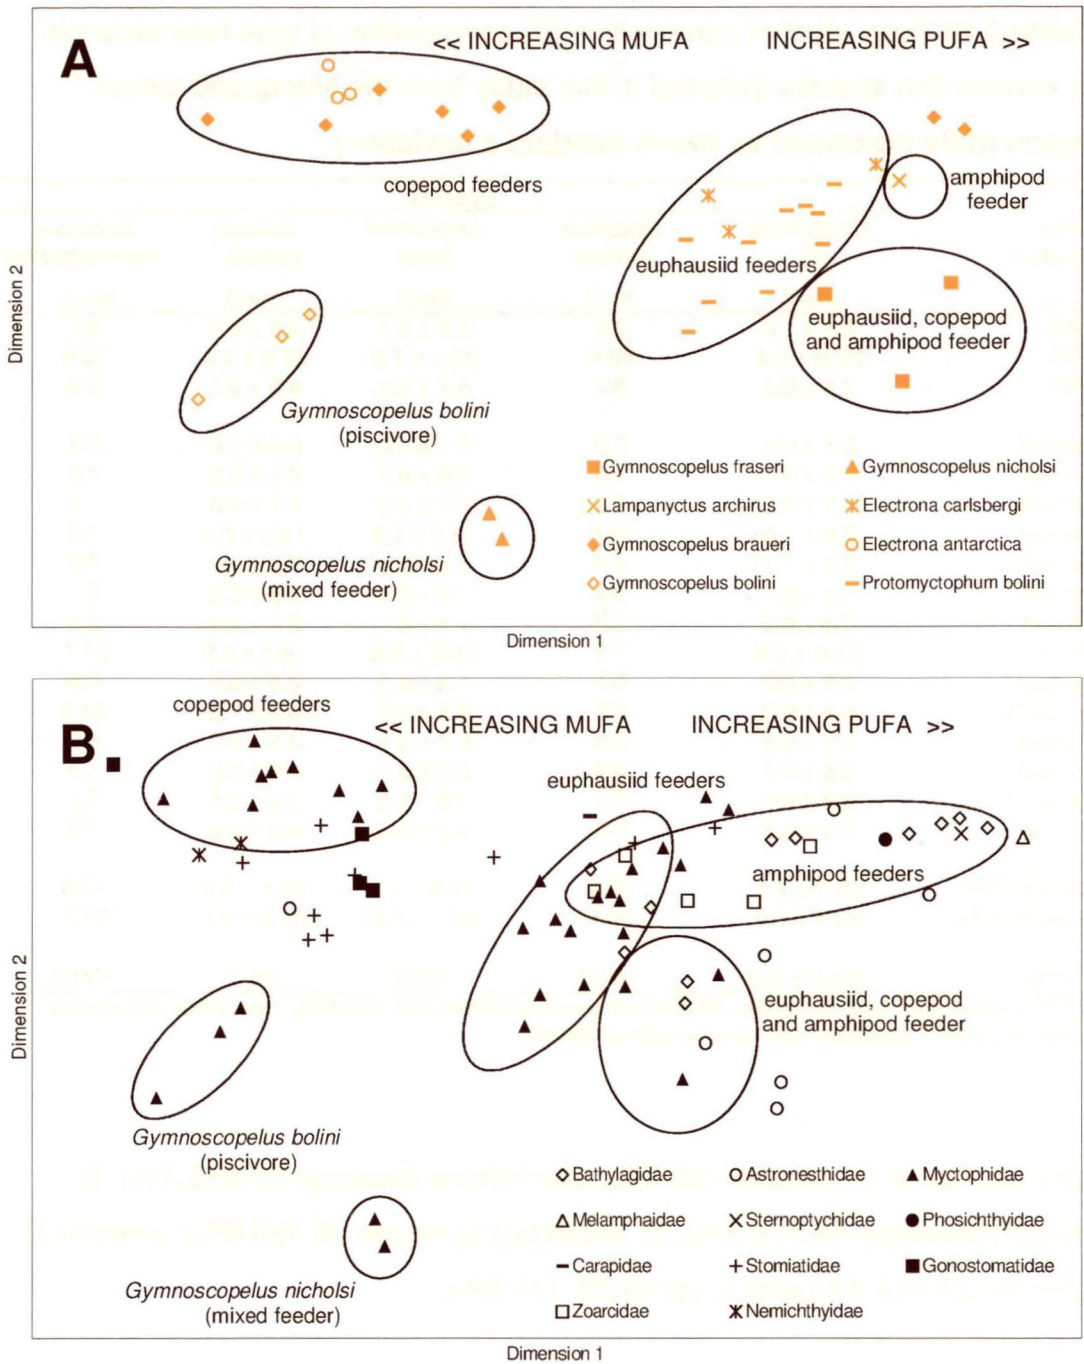 A
<< INCREASING MUFA INCREASING PUFA >>
copepod feeders
amphipod
feeder
euphausiid feeders
euphausiid, copepod
and amphipod feeder
Gymnoscopelus bolini
(piscivore)
Gymnoscopelus nicholsi
(mixed feeder)
Gymnoscopelus fraseri
Gymnoscopelus nicholsi
Lampanyctus archirus
Electrona carlsbergi
Gymnoscopelus braueri
Electrona antarctica
Gymnoscopelus bolini
Protomyctophum bolini
Dimension 2
Dimension 1
B
copepod feeders
<< INCREASING MUFA INCREASING PUFA >>
euphausiid feeders
amphipod feeders
euphausiid, copepod
and amphipod feeder
Gymnoscopelus bolini
(piscivore)
Gymnoscopelus nicholsi
(mixed feeder)
Bathylagidae
Astronesthidae
Myctophidae
Melamphaidae
Sternoptychidae
Phosichthyidae
Carapidae
Stomiatidae
Gonostomatidae
Zoarcidae
Nemichthyidae
Dimension 2
Dimension 1